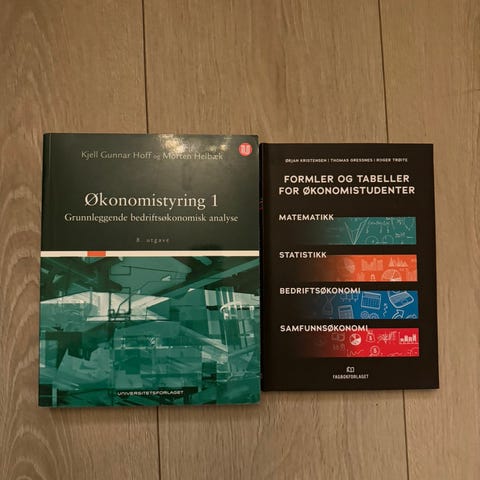 Kjell Gunnar Hoff og Morten Helbæk
Økonomistyring 1
Grunnleggende bedriftsøkonomisk analyse
8. utgave
UNIVERSITETSFORLAGET
ØRJAN KRISTENSEN | THOMAS GRESSNES | ROGER TRØITE
FORMLER OG TABELLER
FOR ØKONOMISTUDENTER
MATEMATIKK
STATISTIKK
BEDRIFTSØKONOMI
SAMFUNNSØKONOMI
FAGBOKFORLAGET